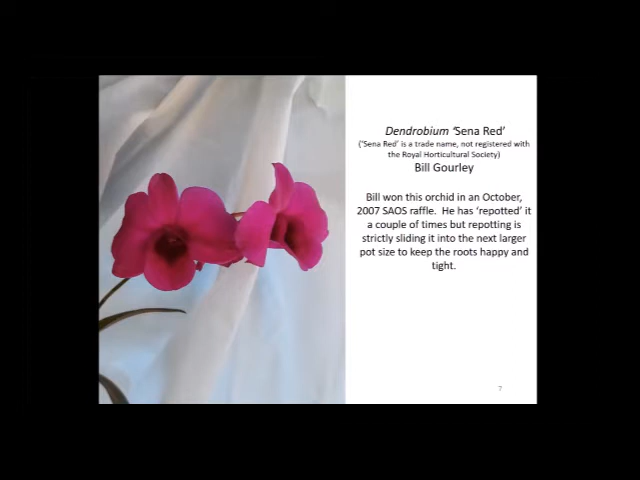 Dendrobium ‘Sena Red’
(‘Sena Red’ is a trade name, not registered with
the Royal Horticultural Society)
Bill Gourley
Bill won this orchid in an October,
2007 SAOS raffle.  He has ‘repotted’ it
a couple of times but repotting is
strictly sliding it into the next larger
pot size to keep the roots happy and
tight.
7